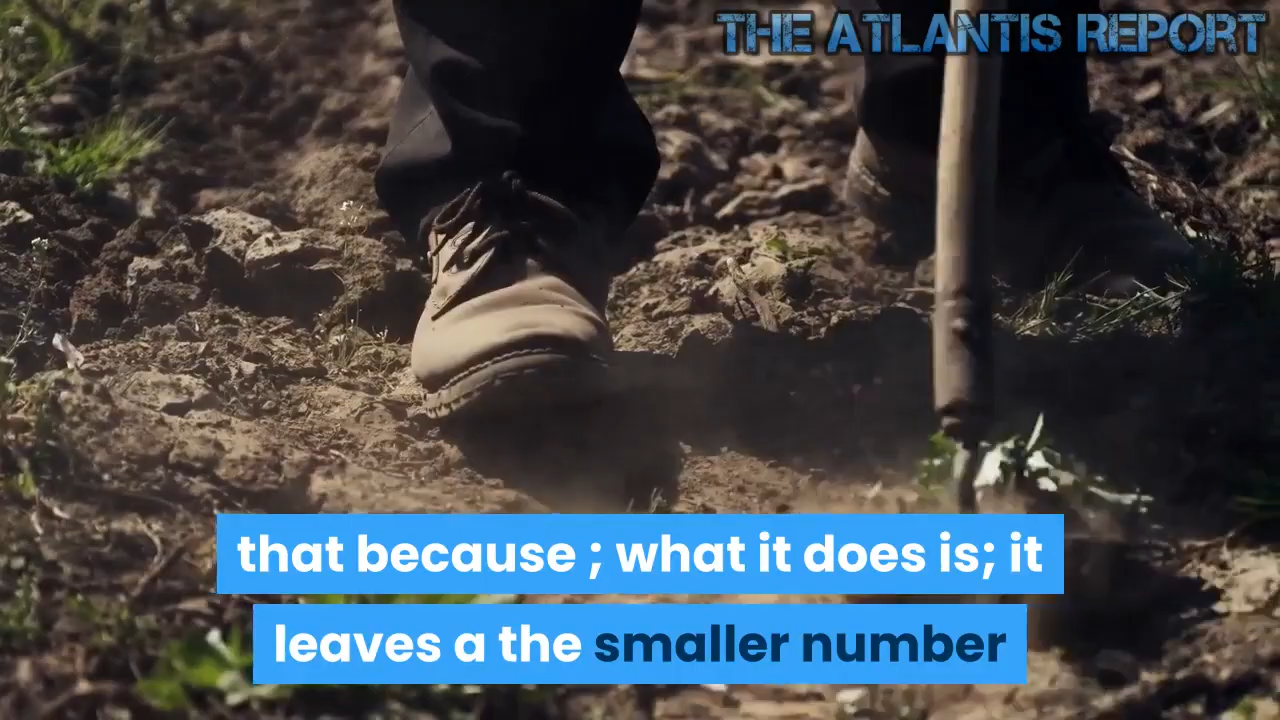 THE ATLANTIS REPORT
that because ; what it does is; it
leaves a the smaller number